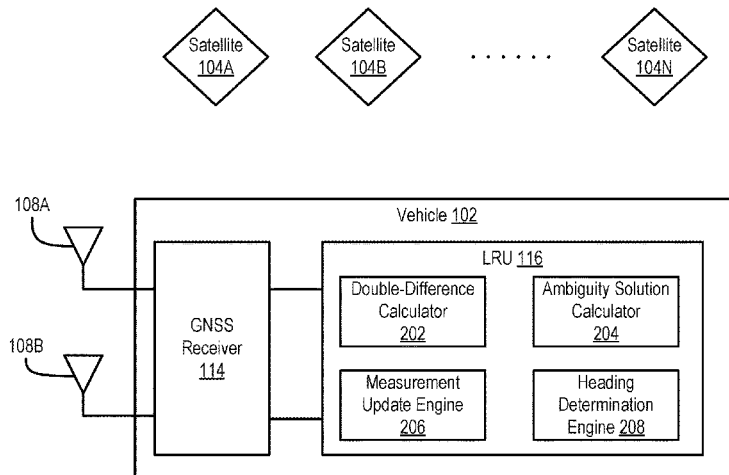 Satellite
104A
Satellite
104B
. . . . . .
Satellite
104N
108A
108B
Vehicle 102
GNSS
Receiver
114
LRU 116
Double-Difference
Calculator
202
Ambiguity Solution
Calculator
204
Measurement
Update Engine
206
Heading
Determination
Engine 208